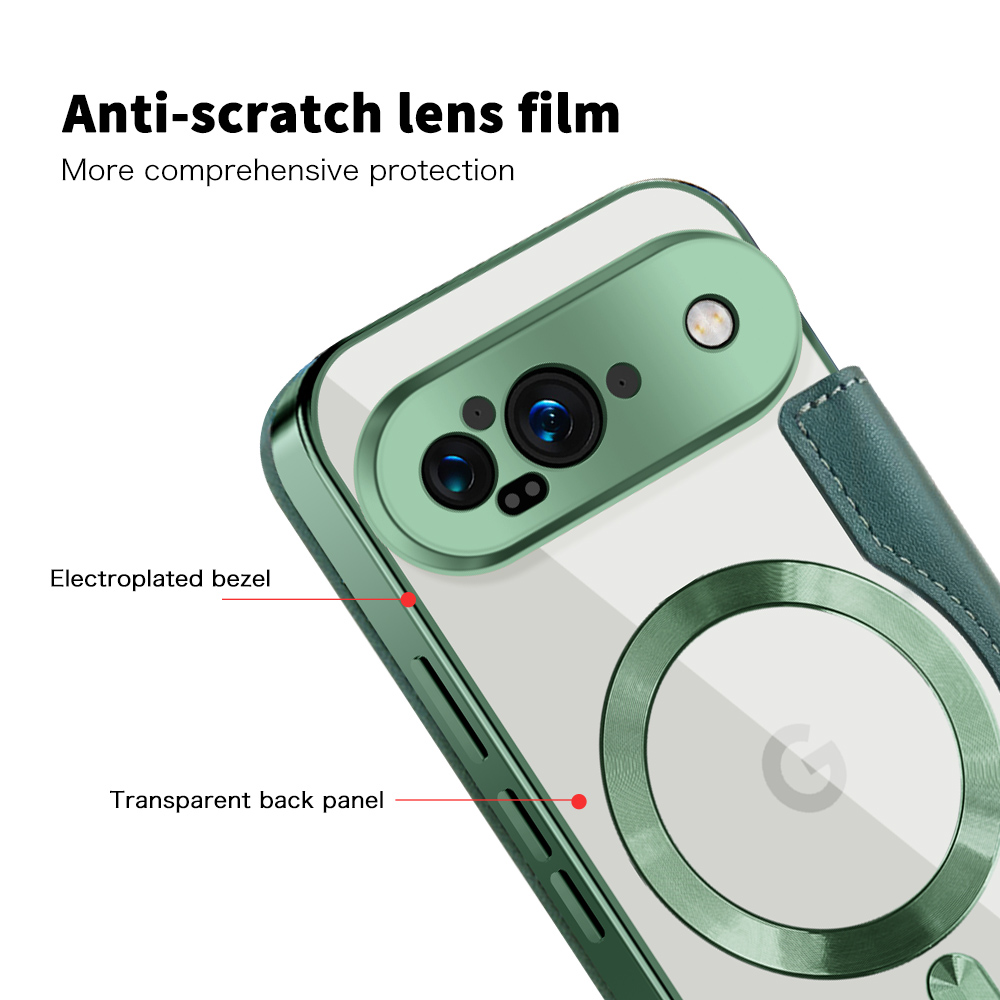 Anti-scratch lens film
More comprehensive protection
Electroplated bezel
Transparent back panel